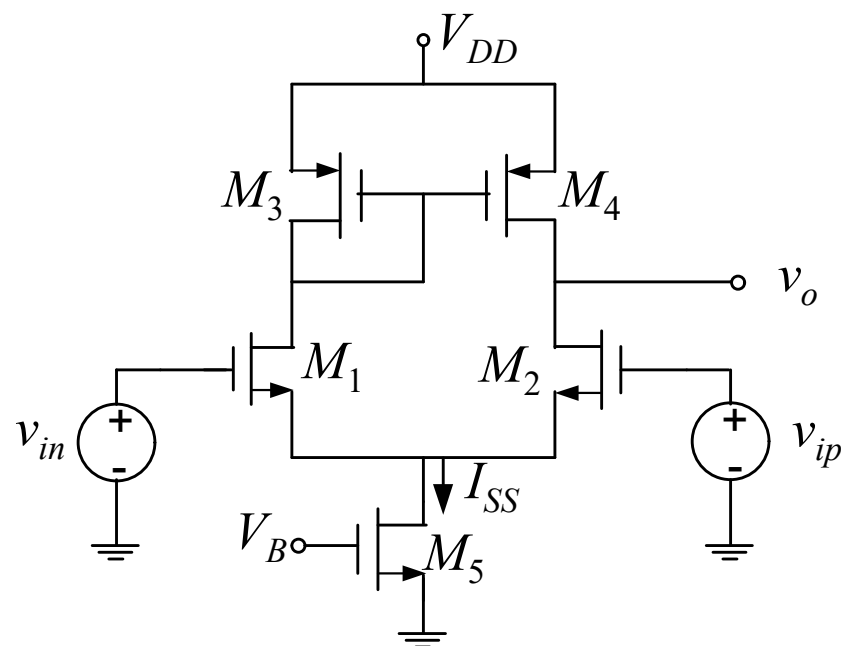 V_DD
M_3
M_4
v_o
M_1
M_2
v_in
+
-
v_ip
+
-
I_SS
V_B
M_5